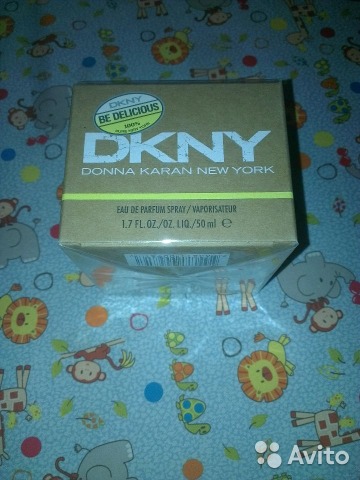 DKNY
BE DELICIOUS
100%
DKNY
DONNA KARAN NEW YORK
EAU DE PARFUM SPRAY / VAPORISATEUR
1.7 FL. OZ./OZ. LIQ./50 ml ℮
Avito